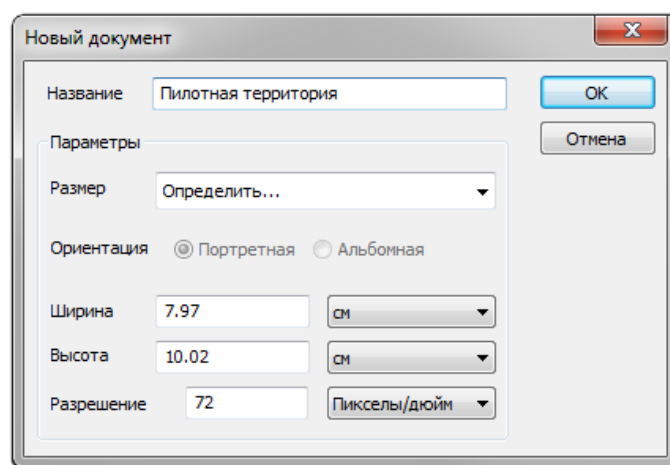 Новый документ
Название Пилотная территория OK
Параметры Отмена
Размер Определить...
Ориентация Портретная Альбомная
Ширина 7.97 см
Высота 10.02 см
Разрешение 72 Пикселы/дюйм